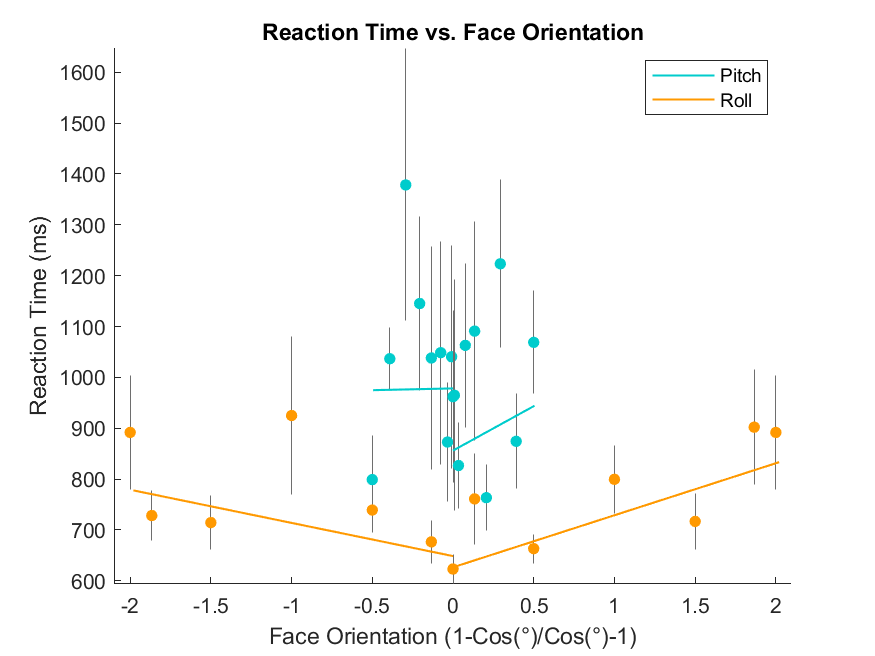 Reaction Time vs. Face Orientation
Pitch
Roll
1600
1500
1400
1300
1200
1100
1000
900
800
700
600
Reaction Time (ms)
-2 -1.5 -1 -0.5 0 0.5 1 1.5 2
Face Orientation (1-Cos(°)/Cos(°)-1)